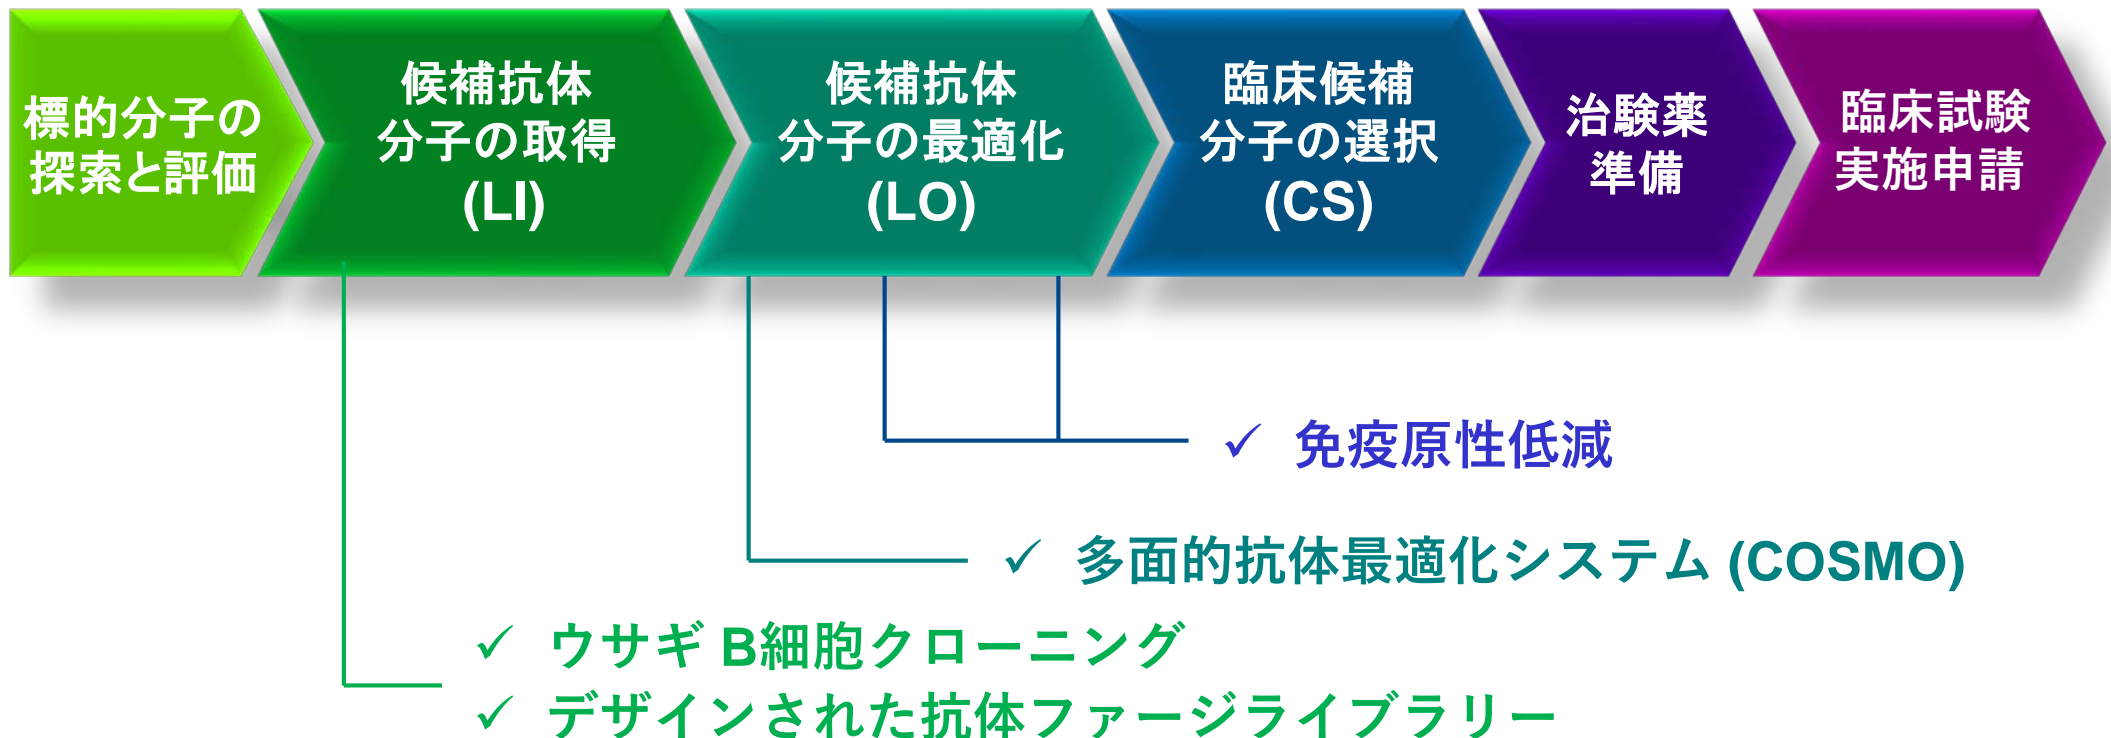 標的分子の
探索と評価
候補抗体
分子の取得
(LI)
候補抗体
分子の最適化
(LO)
臨床候補
分子の選択
(CS)
治験薬
準備
臨床試験
実施申請
✓ 免疫原性低減
✓ 多面的抗体最適化システム (COSMO)
✓ ウサギ B細胞クローニング
✓ デザインされた抗体ファージライブラリー